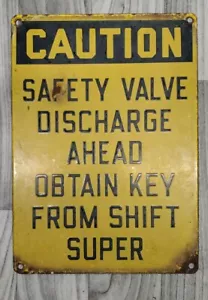 CAUTION
SAFETY VALVE
DISCHARGE
AHEAD
OBTAIN KEY
FROM SHIFT
SUPER